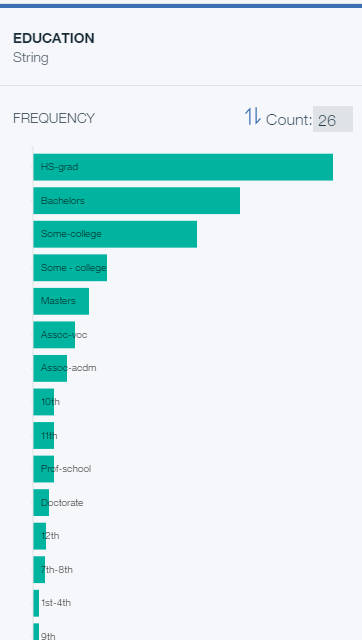 EDUCATION
String
FREQUENCY
Count: 26
HS-grad
Bachelors
Some-college
Some - college
Masters
Assoc-voc
Assoc-acdm
10th
11th
Prof-school
Doctorate
12th
7th-8th
1st-4th
9th